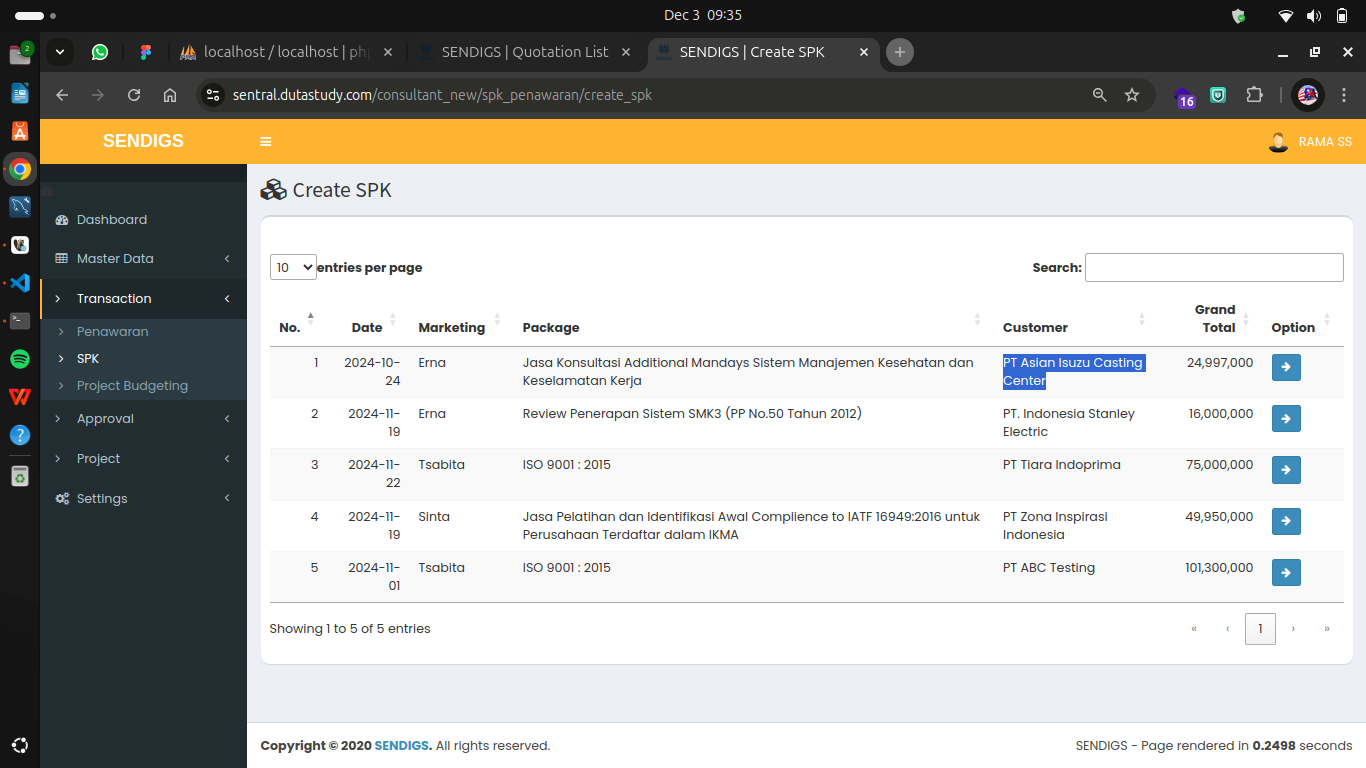 Dec 3 09:35
2
localhost / localhost | ph
SENDIGS | Quotation List
SENDIGS | Create SPK
sentral.dutastudy.com/consultant_new/spk_penawaran/create_spk
16
SENDIGS
RAMA SS
Dashboard
Master Data
Transaction
Penawaran
SPK
Project Budgeting
Approval
Project
Settings
Create SPK
10 entries per page
Search:
No. Date Marketing Package Customer Grand Total Option
1 2024-10-24 Erna Jasa Konsultasi Additional Mandays Sistem Manajemen Kesehatan dan Keselamatan Kerja PT Asian Isuzu Casting Center 24,997,000
2 2024-11-19 Erna Review Penerapan Sistem SMK3 (PP No.50 Tahun 2012) PT. Indonesia Stanley Electric 16,000,000
3 2024-11-22 Tsabita ISO 9001 : 2015 PT Tiara Indoprima 75,000,000
4 2024-11-19 Sinta Jasa Pelatihan dan Identifikasi Awal Complience to IATF 16949:2016 untuk Perusahaan Terdaftar dalam IKMA PT Zona Inspirasi Indonesia 49,950,000
5 2024-11-01 Tsabita ISO 9001 : 2015 PT ABC Testing 101,300,000
Showing 1 to 5 of 5 entries
« ‹ 1 › »
Copyright © 2020 SENDIGS. All rights reserved.
SENDIGS - Page rendered in 0.2498 seconds